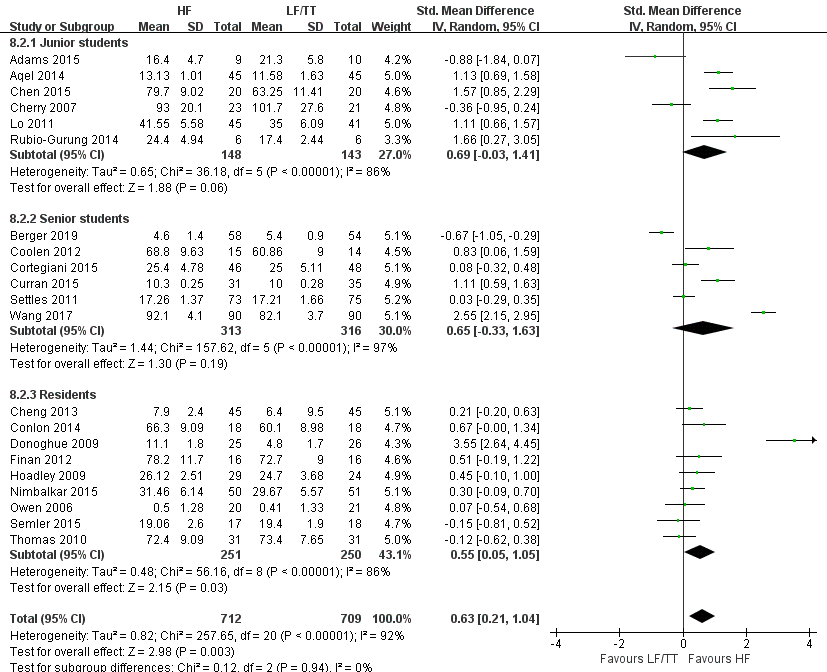 HF LF/TT Std. Mean Difference Std. Mean Difference
Study or Subgroup Mean SD Total Mean SD Total Weight IV, Random, 95% CI IV, Random, 95% CI
8.2.1 Junior students
Adams 2015 16.4 4.7 9 21.3 5.8 10 4.2% -0.88 [-1.84, 0.07]
Aqel 2014 13.13 1.01 45 11.58 1.63 45 5.0% 1.13 [0.69, 1.58]
Chen 2015 79.7 9.02 20 63.25 11.41 20 4.6% 1.57 [0.85, 2.29]
Cherry 2007 93 20.1 23 101.7 27.6 21 4.8% -0.36 [-0.95, 0.24]
Lo 2011 41.55 5.58 45 35 6.09 41 5.0% 1.11 [0.66, 1.57]
Rubio-Gurung 2014 24.4 4.94 6 17.4 2.44 6 3.3% 1.66 [0.27, 3.05]
Subtotal (95% CI) 148 143 27.0% 0.69 [-0.03, 1.41]
Heterogeneity: Tau² = 0.65; Chi² = 36.18, df = 5 (P < 0.00001); I² = 86%
Test for overall effect: Z = 1.88 (P = 0.06)
8.2.2 Senior students
Berger 2019 4.6 1.4 58 5.4 0.9 54 5.1% -0.67 [-1.05, -0.29]
Coolen 2012 68.8 9.63 15 60.86 9 14 4.5% 0.83 [0.06, 1.59]
Cortegiani 2015 25.4 4.78 46 25 5.11 48 5.1% 0.08 [-0.32, 0.48]
Curran 2015 10.3 0.25 31 10 0.28 35 4.9% 1.11 [0.59, 1.63]
Settles 2011 17.26 1.37 73 17.21 1.66 75 5.2% 0.03 [-0.29, 0.35]
Wang 2017 92.1 4.1 90 82.1 3.7 90 5.1% 2.55 [2.15, 2.95]
Subtotal (95% CI) 313 316 30.0% 0.65 [-0.33, 1.63]
Heterogeneity: Tau² = 1.44; Chi² = 157.62, df = 5 (P < 0.00001); I² = 97%
Test for overall effect: Z = 1.30 (P = 0.19)
8.2.3 Residents
Cheng 2013 7.9 2.4 45 6.4 9.5 45 5.1% 0.21 [-0.20, 0.63]
Conlon 2014 66.3 9.09 18 60.1 8.98 18 4.7% 0.67 [-0.00, 1.34]
Donoghue 2009 11.1 1.8 25 4.8 1.7 26 4.3% 3.55 [2.64, 4.45]
Finan 2012 78.2 11.7 16 72.7 9 16 4.6% 0.51 [-0.19, 1.22]
Hoadley 2009 26.12 2.51 29 24.7 3.68 24 4.9% 0.45 [-0.10, 1.00]
Nimbalkar 2015 31.46 6.14 50 29.67 5.57 51 5.1% 0.30 [-0.09, 0.70]
Owen 2006 0.5 1.28 20 0.41 1.33 21 4.8% 0.07 [-0.54, 0.68]
Semler 2015 19.06 2.6 17 19.4 1.9 18 4.7% -0.15 [-0.81, 0.52]
Thomas 2010 72.4 9.09 31 73.4 7.65 31 5.0% -0.12 [-0.62, 0.38]
Subtotal (95% CI) 251 250 43.1% 0.55 [0.05, 1.05]
Heterogeneity: Tau² = 0.48; Chi² = 56.16, df = 8 (P < 0.00001); I² = 86%
Test for overall effect: Z = 2.15 (P = 0.03)
Total (95% CI) 712 709 100.0% 0.63 [0.21, 1.04]
Heterogeneity: Tau² = 0.82; Chi² = 257.65, df = 20 (P < 0.00001); I² = 92%
Test for overall effect: Z = 2.98 (P = 0.003)
Test for subgroup differences: Chi² = 0.12, df = 2 (P = 0.94), I² = 0%
-4 -2 0 2 4
Favours LF/TT Favours HF